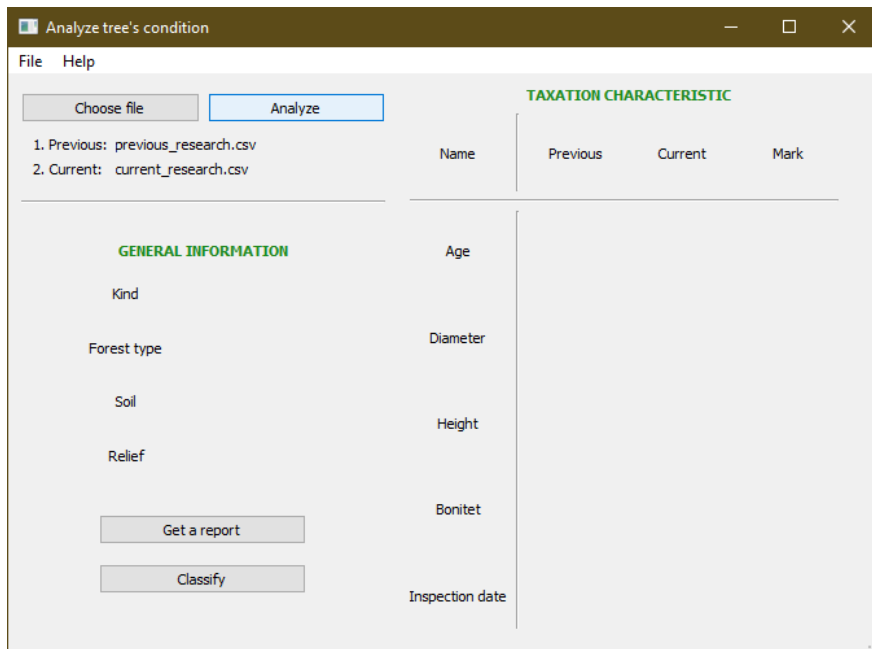 Analyze tree's condition
File Help
Choose file Analyze
1. Previous: previous_research.csv
2. Current: current_research.csv
GENERAL INFORMATION
Kind
Forest type
Soil
Relief
Get a report
Classify
TAXATION CHARACTERISTIC
Name Previous Current Mark
Age
Diameter
Height
Bonitet
Inspection date